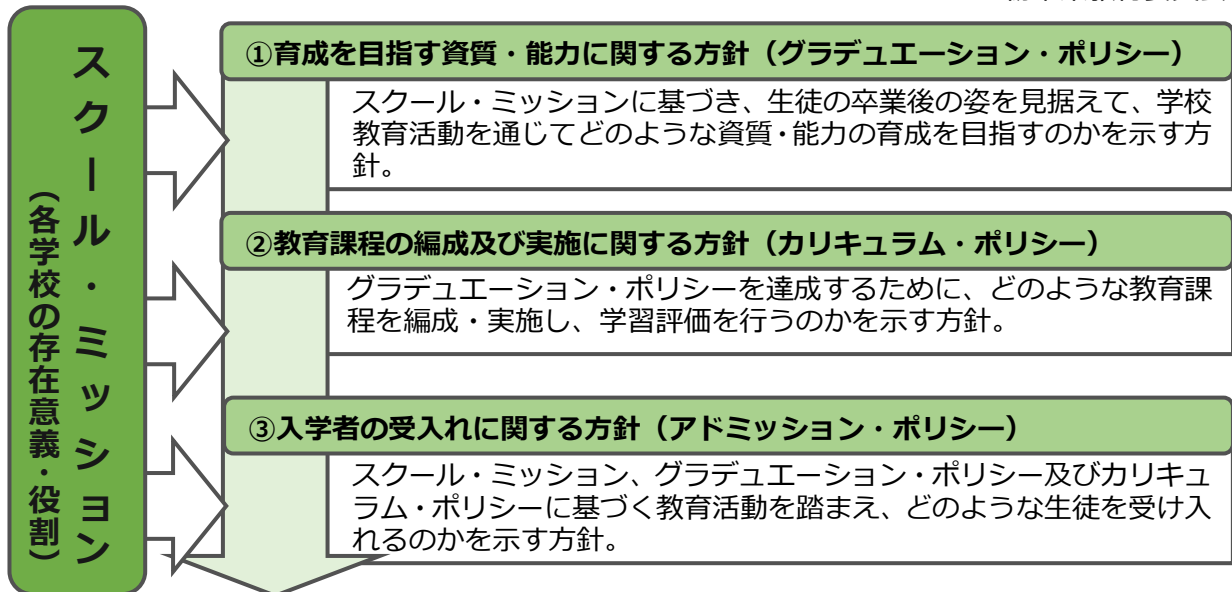 スクール・ミッション
（各学校の存在意義・役割）
①育成を目指す資質・能力に関する方針（グラデュエーション・ポリシー）
スクール・ミッションに基づき、生徒の卒業後の姿を見据えて、学校
教育活動を通じてどのような資質・能力の育成を目指すのかを示す方
針。
②教育課程の編成及び実施に関する方針（カリキュラム・ポリシー）
グラデュエーション・ポリシーを達成するために、どのような教育課
程を編成・実施し、学習評価を行うのかを示す方針。
③入学者の受入れに関する方針（アドミッション・ポリシー）
スクール・ミッション、グラデュエーション・ポリシー及びカリキュ
ラム・ポリシーに基づく教育活動を踏まえ、どのような生徒を受け入
れるのかを示す方針。